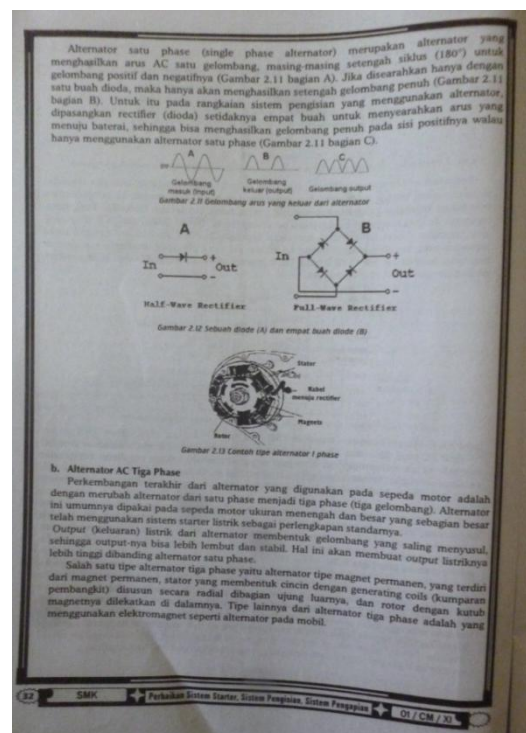 Alternator satu phase (single phase alternator) merupakan alternator yang
menghasilkan arus AC satu gelombang, masing-masing setengah siklus (180°) untuk
gelombang positif dan negatifnya (Gambar 2.11 bagian A). Jika disearahkan hanya dengan
satu buah dioda, maka hanya akan menghasilkan setengah gelombang penuh (Gambar 2.11
bagian B). Untuk itu pada rangkaian sistem pengisian yang menggunakan alternator,
dipasangkan rectifier (dioda) setidaknya empat buah untuk menyearahkan arus yang
menuju baterai, sehingga bisa menghasilkan gelombang penuh pada sisi positifnya walau
hanya menggunakan alternator satu phase (Gambar 2.11 bagian C).
A B C
Gelombang masuk (input)
Gelombang keluar (output)
Gelombang output
Gambar 2.11 Gelombang arus yang keluar dari alternator
A
In + Out -
Half-Wave Rectifier
B
In + Out -
Full-Wave Rectifier
Gambar 2.12 Sebuah diode (A) dan empat buah diode (B)
Stator
Kabel
menuju rectifier
Magnets
Rotor
Gambar 2.13 Contoh tipe alternator 1 phase
b. Alternator AC Tiga Phase
Perkembangan terakhir dari alternator yang digunakan pada sepeda motor adalah
dengan merubah alternator dari satu phase menjadi tiga phase (tiga gelombang). Alternator
ini umumnya dipakai pada sepeda motor ukuran menengah dan besar yang sebagian besar
telah menggunakan sistem starter listrik sebagai perlengkapan standarnya.
Output (keluaran) listrik dari alternator membentuk gelombang yang saling menyusul,
sehingga output-nya bisa lebih lembut dan stabil. Hal ini akan membuat output listriknya
lebih tinggi dibanding alternator satu phase.
Salah satu tipe alternator tiga phase yaitu alternator tipe magnet permanen, yang terdiri
dari magnet permanen, stator yang membentuk cincin dengan generating coils (kumparan
pembangkit) disusun secara radial dibagian ujung luarnya, dan rotor dengan kutub
magnetnya dilekatkan di dalamnya. Tipe lainnya dari alternator tiga phase adalah yang
menggunakan elektromagnet seperti alternator pada mobil.
32 SMK Perbaikan Sistem Starter, Sistem Pengisian, Sistem Pengapian 01 / CM / XI